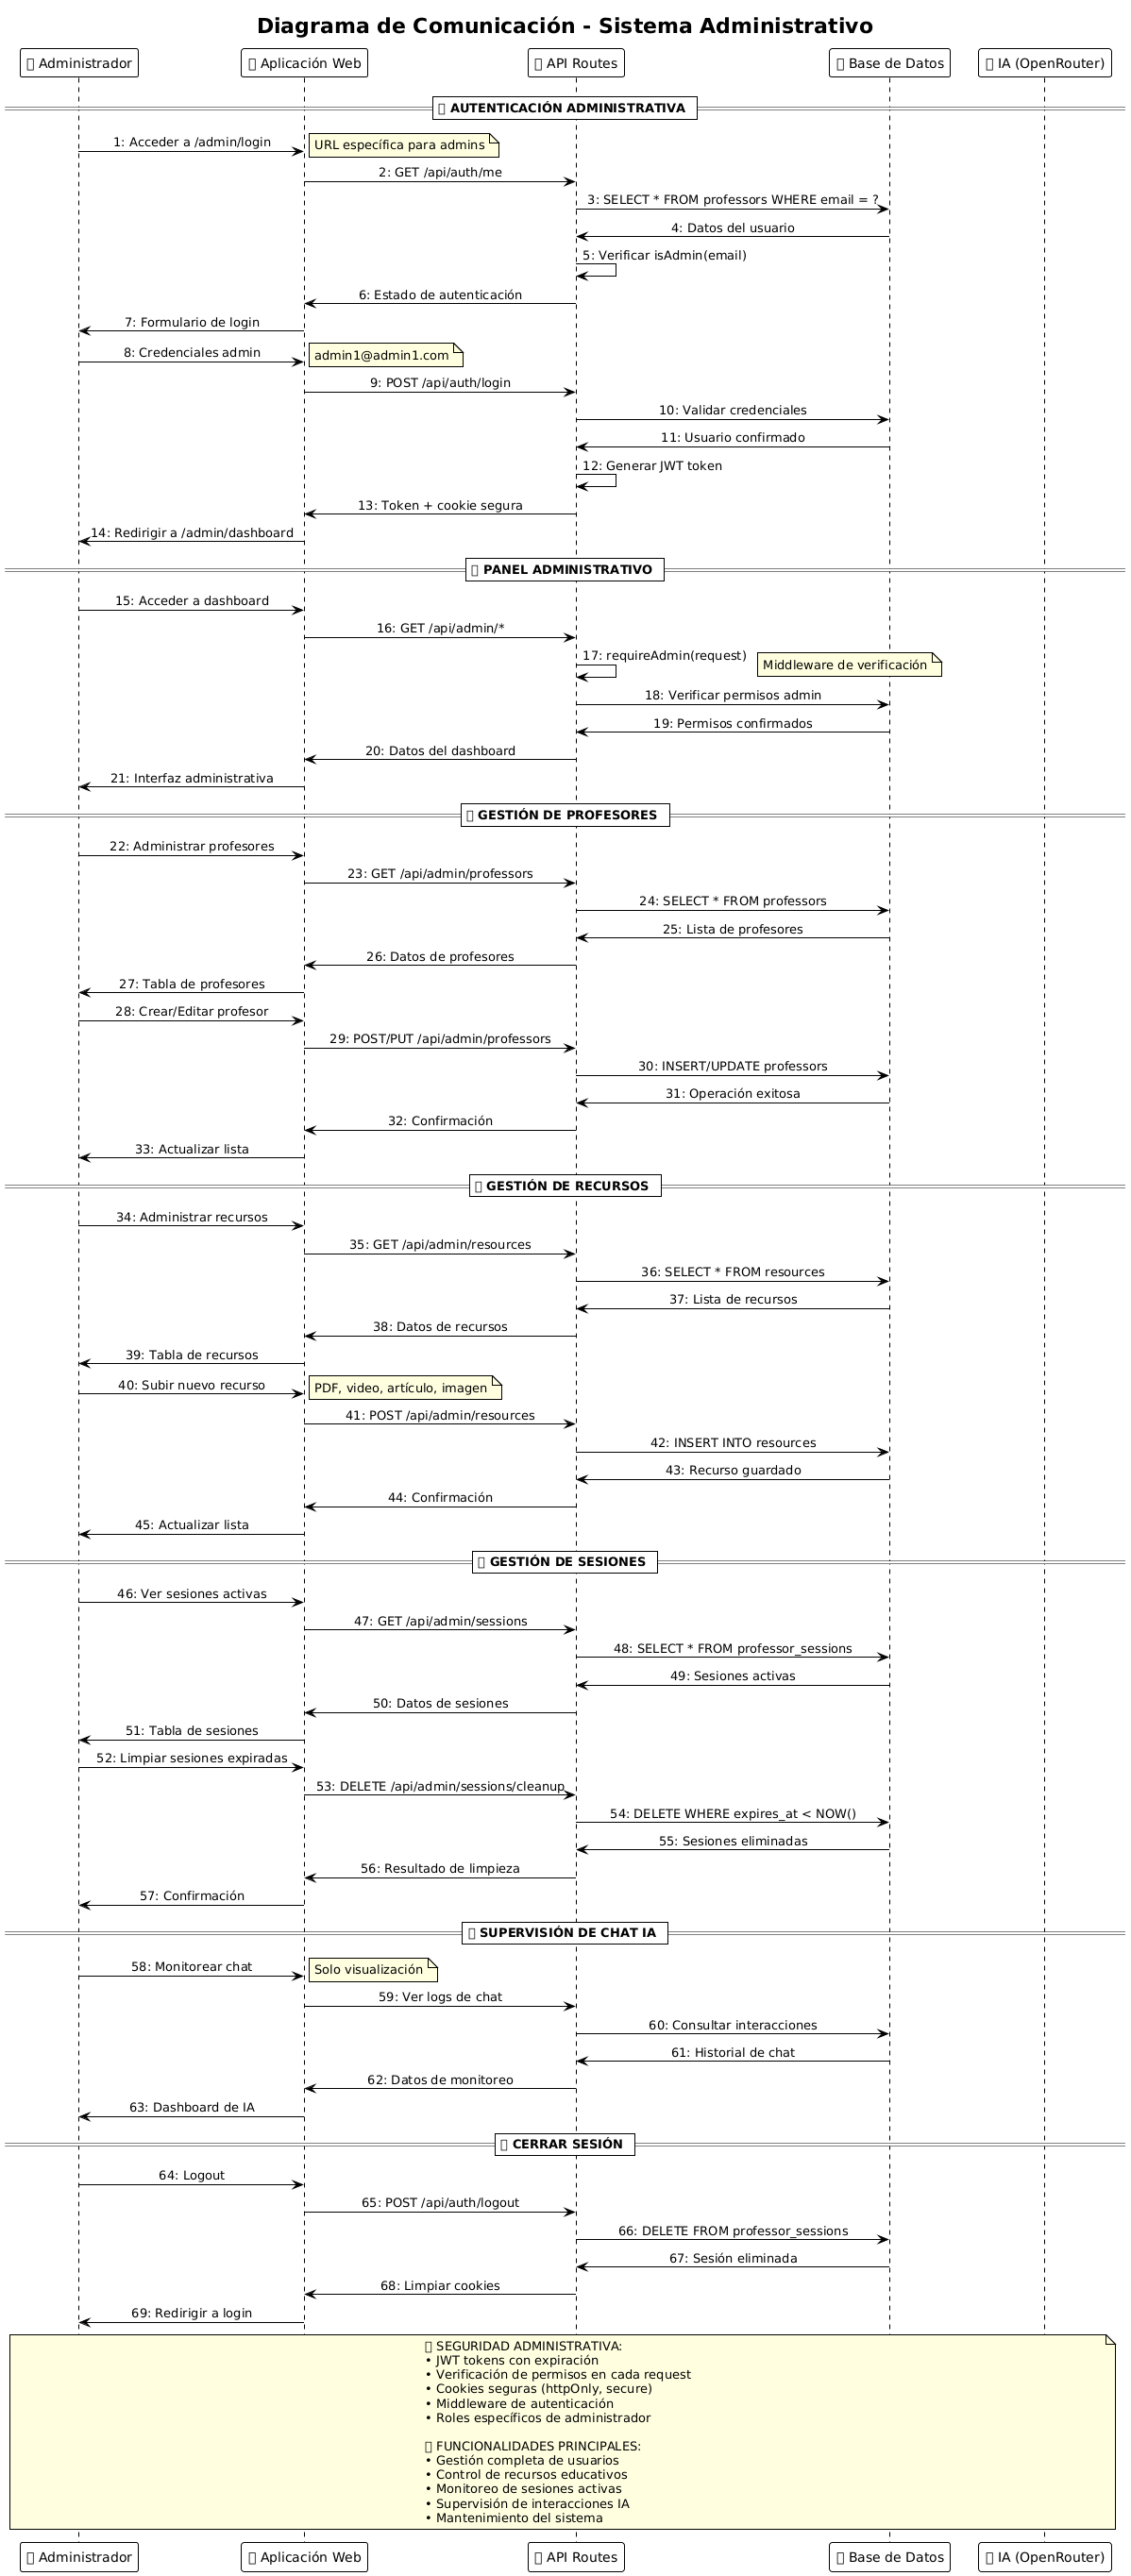 Diagrama de Comunicación - Sistema Administrativo
Administrador
Aplicación Web
API Routes
Base de Datos
IA (OpenRouter)
AUTENTICACIÓN ADMINISTRATIVA
1: Acceder a /admin/login
URL específica para admins
2: GET /api/auth/me
3: SELECT * FROM professors WHERE email = ?
4: Datos del usuario
5: Verificar isAdmin(email)
6: Estado de autenticación
7: Formulario de login
8: Credenciales admin
admin1@admin1.com
9: POST /api/auth/login
10: Validar credenciales
11: Usuario confirmado
12: Generar JWT token
13: Token + cookie segura
14: Redirigir a /admin/dashboard
PANEL ADMINISTRATIVO
15: Acceder a dashboard
16: GET /api/admin/*
17: requireAdmin(request)
Middleware de verificación
18: Verificar permisos admin
19: Permisos confirmados
20: Datos del dashboard
21: Interfaz administrativa
GESTIÓN DE PROFESORES
22: Administrar profesores
23: GET /api/admin/professors
24: SELECT * FROM professors
25: Lista de profesores
26: Datos de profesores
27: Tabla de profesores
28: Crear/Editar profesor
29: POST/PUT /api/admin/professors
30: INSERT/UPDATE professors
31: Operación exitosa
32: Confirmación
33: Actualizar lista
GESTIÓN DE RECURSOS
34: Administrar recursos
35: GET /api/admin/resources
36: SELECT * FROM resources
37: Lista de recursos
38: Datos de recursos
39: Tabla de recursos
40: Subir nuevo recurso
PDF, video, artículo, imagen
41: POST /api/admin/resources
42: INSERT INTO resources
43: Recurso guardado
44: Confirmación
45: Actualizar lista
GESTIÓN DE SESIONES
46: Ver sesiones activas
47: GET /api/admin/sessions
48: SELECT * FROM professor_sessions
49: Sesiones activas
50: Datos de sesiones
51: Tabla de sesiones
52: Limpiar sesiones expiradas
53: DELETE /api/admin/sessions/cleanup
54: DELETE WHERE expires_at < NOW()
55: Sesiones eliminadas
56: Resultado de limpieza
57: Confirmación
SUPERVISIÓN DE CHAT IA
58: Monitorear chat
Solo visualización
59: Ver logs de chat
60: Consultar interacciones
61: Historial de chat
62: Datos de monitoreo
63: Dashboard de IA
CERRAR SESIÓN
64: Logout
65: POST /api/auth/logout
66: DELETE FROM professor_sessions
67: Sesión eliminada
68: Limpiar cookies
69: Redirigir a login
SEGURIDAD ADMINISTRATIVA:
• JWT tokens con expiración
• Verificación de permisos en cada request
• Cookies seguras (httpOnly, secure)
• Middleware de autenticación
• Roles específicos de administrador
FUNCIONALIDADES PRINCIPALES:
• Gestión completa de usuarios
• Control de recursos educativos
• Monitoreo de sesiones activas
• Supervisión de interacciones IA
• Mantenimiento del sistema
Administrador
Aplicación Web
API Routes
Base de Datos
IA (OpenRouter)